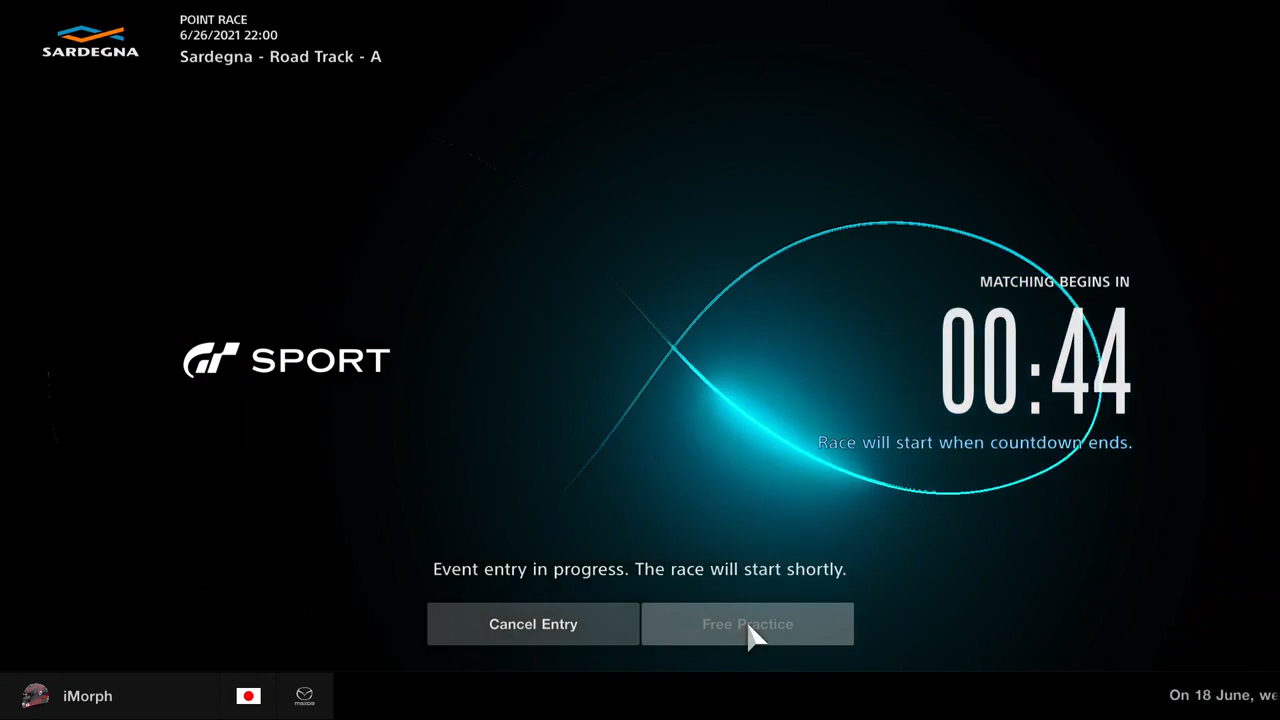 SARDEGNA
POINT RACE
6/26/2021 22:00
Sardegna - Road Track - A
MATCHING BEGINS IN
00:44
Race will start when countdown ends.
GT SPORT
Event entry in progress. The race will start shortly.
Cancel Entry
Free Practice
iMorph
mazda
On 18 June, we